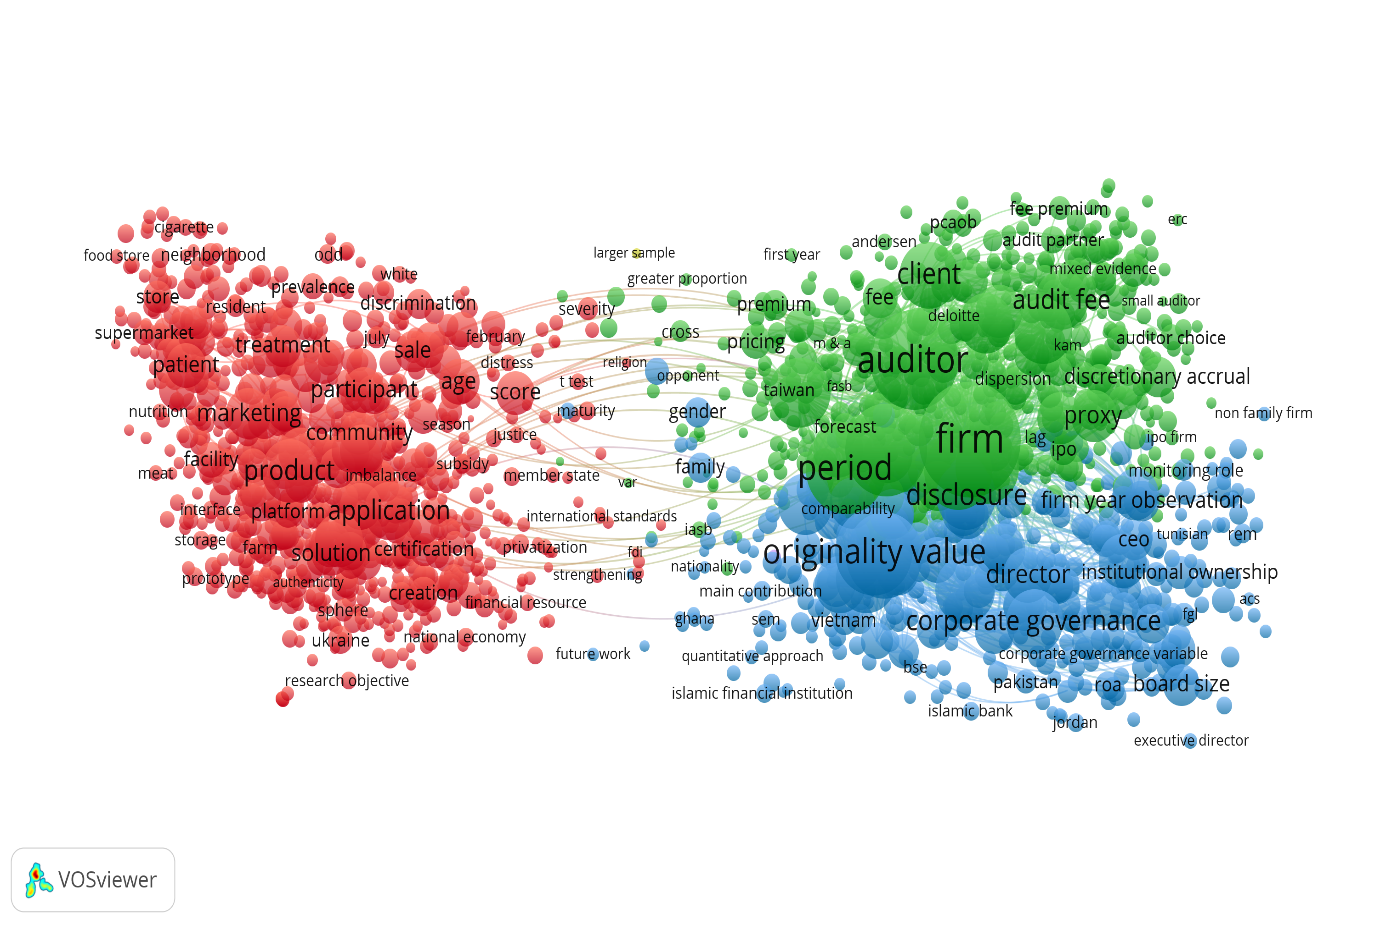 cigarette
food store
neighborhood
odd
white
prevalence
store
resident
discrimination
supermarket
treatment
july
february
sale
patient
distress
participant
age
score
nutrition
marketing
community
season
justice
facility
product
imbalance
subsidy
meat
interface
platform
application
storage
farm
solution
certification
privatization
prototype
authenticity
creation
sphere
financial resource
ukraine
national economy
research objective
larger sample
greater proportion
severity
cross
religion
opponent
t test
maturity
gender
member state
family
var
international standards
iasb
fdi
strengthening
nationality
main contribution
ghana
sem
future work
quantitative approach
islamic financial institution
first year
andersen
pcaob
fee premium
erc
audit partner
client
mixed evidence
premium
fee
audit fee
small auditor
deloitte
pricing
m & a
auditor
kam
auditor choice
taiwan
fasb
dispersion
discretionary accrual
forecast
firm
proxy
non family firm
lag
ipo
ipo firm
period
monitoring role
disclosure
firm year observation
comparability
originality value
ceo
tunisian
rem
director
institutional ownership
acs
vietnam
corporate governance
fgl
bse
corporate governance variable
pakistan
roa
board size
islamic bank
jordan
executive director
VOSviewer